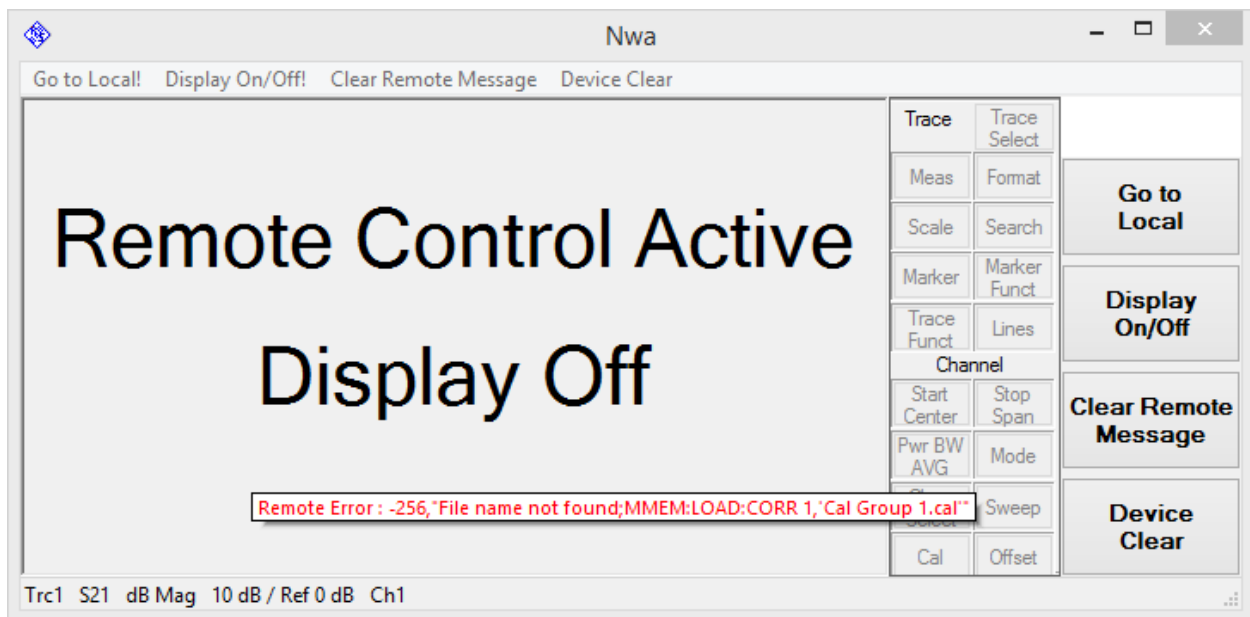 Nwa
Go to Local! Display On/Off! Clear Remote Message Device Clear
Remote Control Active
Display Off
Remote Error : -256,"File name not found;MMEM:LOAD:CORR 1,'Cal Group 1.cal'"
Trace
Trace
Select
Meas
Format
Scale
Search
Marker
Marker
Funct
Trace
Funct
Lines
Channel
Start
Center
Stop
Span
Pwr BW
AVG
Mode
Sweep
Cal
Offset
Go to
Local
Display
On/Off
Clear Remote
Message
Device
Clear
Trc1 S21 dB Mag 10 dB / Ref 0 dB Ch1